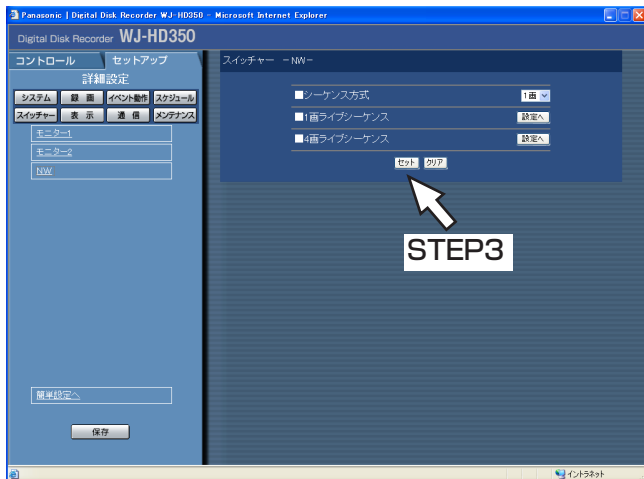 Panasonic | Digital Disk Recorder WJ-HD350 - Microsoft Internet Explorer
Digital Disk Recorder WJ-HD350
コントロール セットアップ
詳細設定
システム 録 画 イベント動作 スケジュール
スイッチャー 表 示 通 信 メンテナンス
モニター1
モニター2
NW
簡単設定へ
保存
スイッチャー －NW－
■シーケンス方式 1画
■1画ライブシーケンス 設定へ
■4画ライブシーケンス 設定へ
セット クリア
STEP3
イントラネット